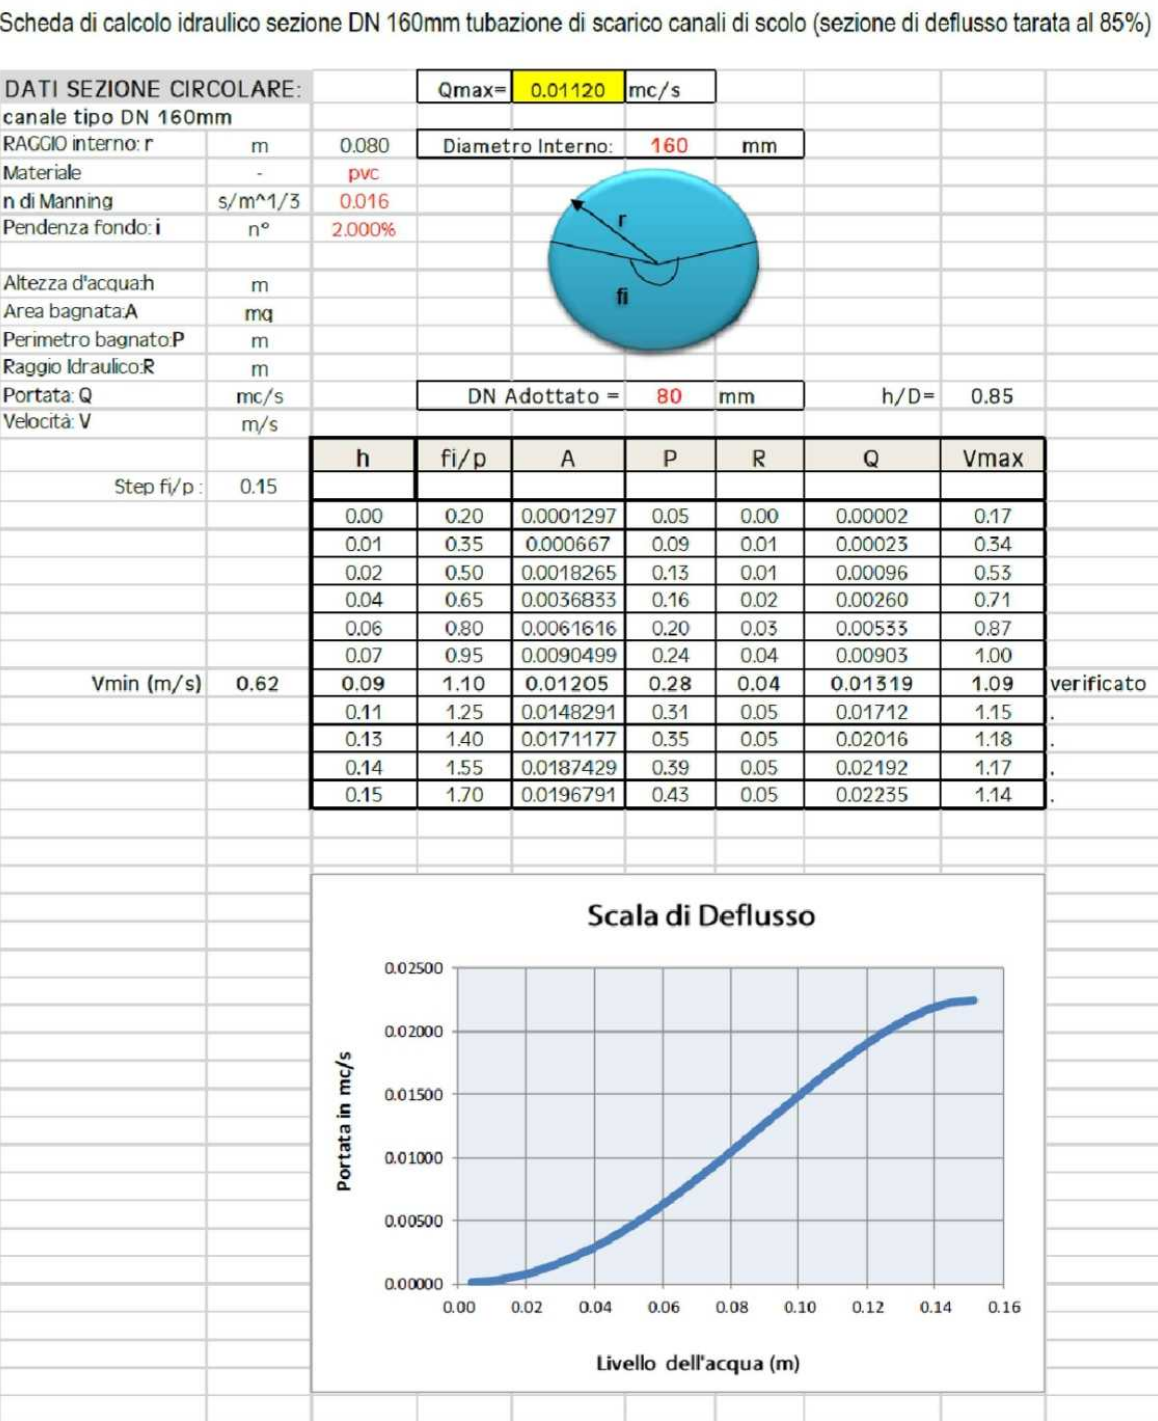 Scheda di calcolo idraulico sezione DN 160mm tubazione di scarico canali di scolo (sezione di deflusso tarata al 85%)
DATI SEZIONE CIRCOLARE: Qmax= 0.01120 mc/s
canale tipo DN 160mm
RAGGIO interno: r m 0.080 Diametro Interno: 160 mm
Materiale - pvc
n di Manning s/m^1/3 0.016
Pendenza fondo: i n° 2.000%
r
fi
Altezza d'acqua:h m
Area bagnata:A mq
Perimetro bagnato:P m
Raggio Idraulico:R m
Portata: Q mc/s DN Adottato = 80 mm h/D= 0.85
Velocità: V m/s
h fi/p A P R Q Vmax
Step fi/p : 0.15
0.00 0.20 0.0001297 0.05 0.00 0.00002 0.17
0.01 0.35 0.000667 0.09 0.01 0.00023 0.34
0.02 0.50 0.0018265 0.13 0.01 0.00096 0.53
0.04 0.65 0.0036833 0.16 0.02 0.00260 0.71
0.06 0.80 0.0061616 0.20 0.03 0.00533 0.87
0.07 0.95 0.0090499 0.24 0.04 0.00903 1.00
Vmin (m/s) 0.62 0.09 1.10 0.01205 0.28 0.04 0.01319 1.09 verificato
0.11 1.25 0.0148291 0.31 0.05 0.01712 1.15 .
0.13 1.40 0.0171177 0.35 0.05 0.02016 1.18 .
0.14 1.55 0.0187429 0.39 0.05 0.02192 1.17 .
0.15 1.70 0.0196791 0.43 0.05 0.02235 1.14 .
Scala di Deflusso
Portata in mc/s
0.02500
0.02000
0.01500
0.01000
0.00500
0.00000
0.00 0.02 0.04 0.06 0.08 0.10 0.12 0.14 0.16
Livello dell'acqua (m)